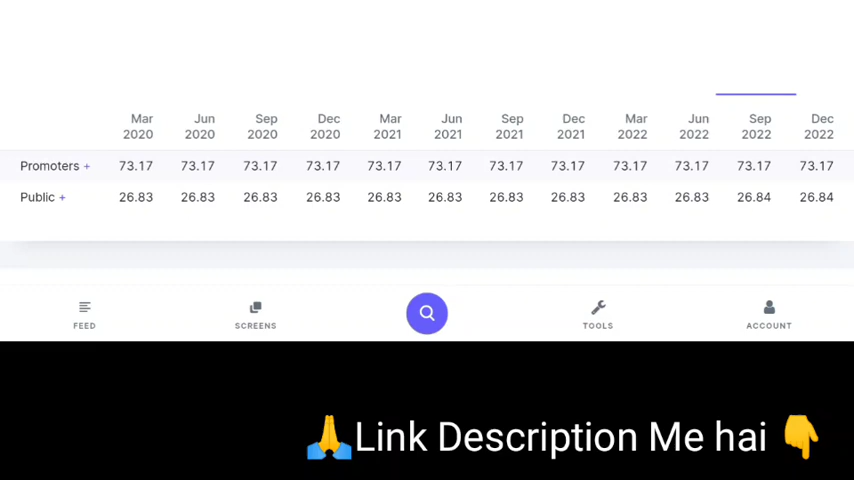 Mar Jun Sep Dec Mar Jun Sep Dec Mar Jun Sep Dec
2020 2020 2020 2020 2021 2021 2021 2021 2022 2022 2022 2022
Promoters + 73.17 73.17 73.17 73.17 73.17 73.17 73.17 73.17 73.17 73.17 73.17 73.17
Public + 26.83 26.83 26.83 26.83 26.83 26.83 26.83 26.83 26.83 26.83 26.84 26.84
FEED SCREENS TOOLS ACCOUNT
🙏Link Description Me hai 👇